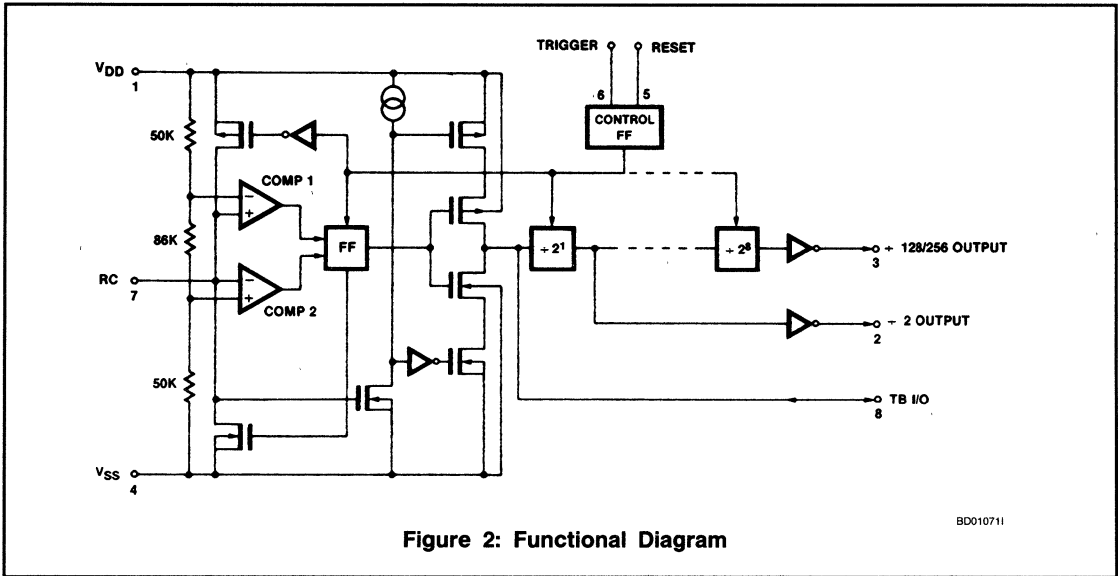 TRIGGER
RESET
6
5
CONTROL
FF
VDD
1
50K
COMP 1
86K
RC
7
COMP 2
50K
VSS
4
FF
÷ 2¹
÷ 2⁸
÷ 128/256 OUTPUT
3
÷ 2 OUTPUT
2
TB I/O
8
BD01071I
Figure 2: Functional Diagram